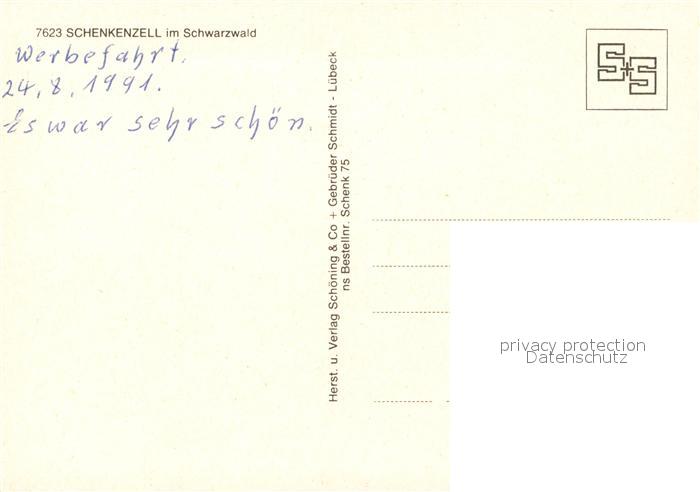 7623 SCHENKENZELL im Schwarzwald
Werbefahrt.
24.8.1991.
Es war sehr schön.
Herst. u. Verlag Schöning & Co + Gebrüder Schmidt - Lübeck
ns Bestellnr. Schenk 75
S+S
privacy protection
Datenschutz